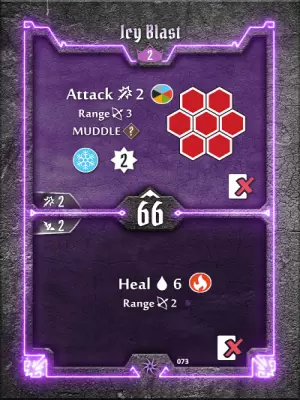 Icy Blast
2
Attack 2
Range 3
MUDDLE ?
2
2
66
2
Heal 6
Range 2
073